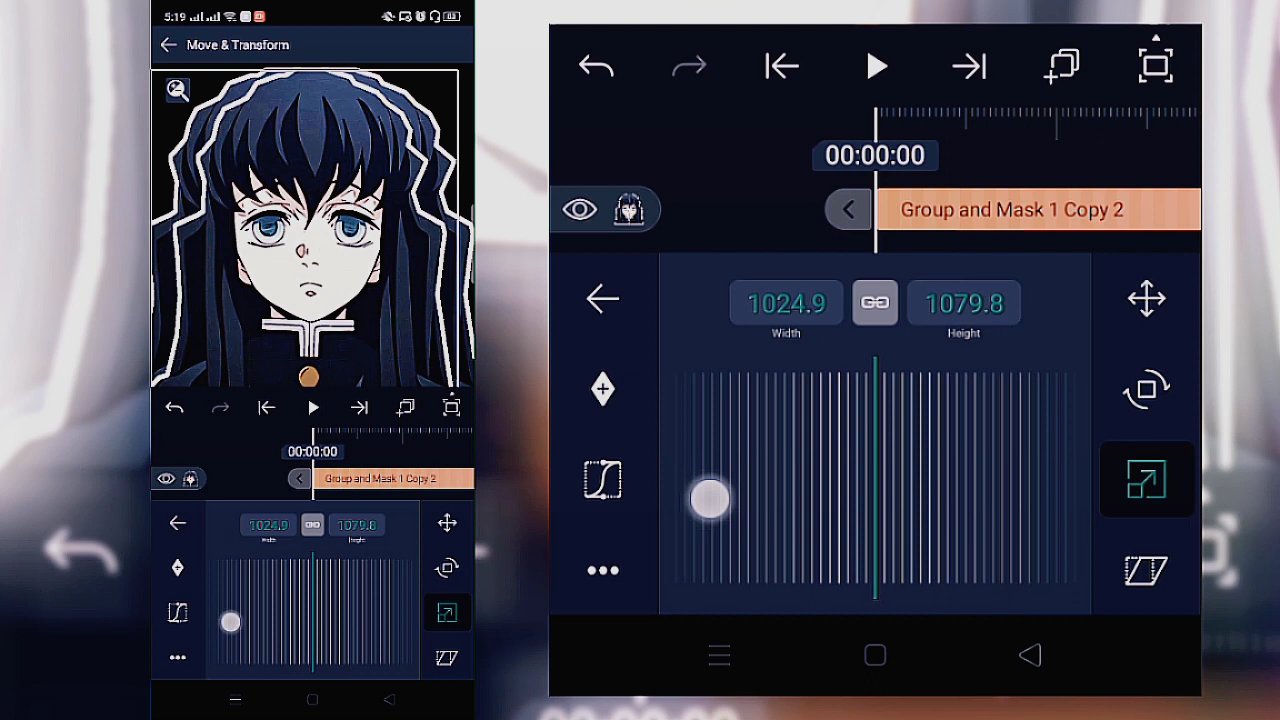 5:19
Move & Transform
00:00:00
Group and Mask 1 Copy 2
1024.9
1079.8
Width
Height
00:00:00
Group and Mask 1 Copy 2
1024.9
1079.8
Width
Height